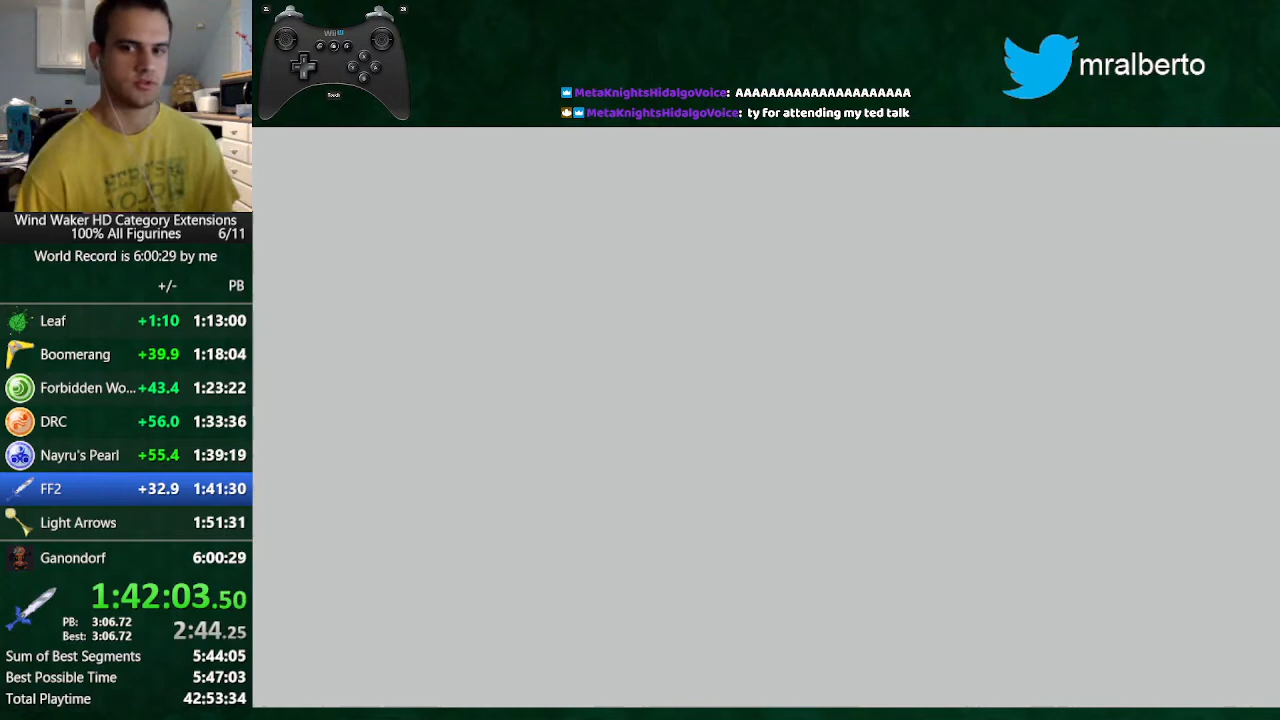 WiiU
Touch
mralberto
MetaKnightsHidalgoVoice: AAAAAAAAAAAAAAAAAAAAA
MetaKnightsHidalgoVoice: ty for attending my ted talk
Wind Waker HD Category Extensions
100% All Figurines 6/11
World Record is 6:00:29 by me
+/- PB
Leaf +1:10 1:13:00
Boomerang +39.9 1:18:04
Forbidden Wo... +43.4 1:23:22
DRC +56.0 1:33:36
Nayru's Pearl +55.4 1:39:19
FF2 +32.9 1:41:30
Light Arrows 1:51:31
Ganondorf 6:00:29
1:42:03.50
PB: 3:06.72
Best: 3:06.72
2:44.25
Sum of Best Segments 5:44:05
Best Possible Time 5:47:03
Total Playtime 42:53:34